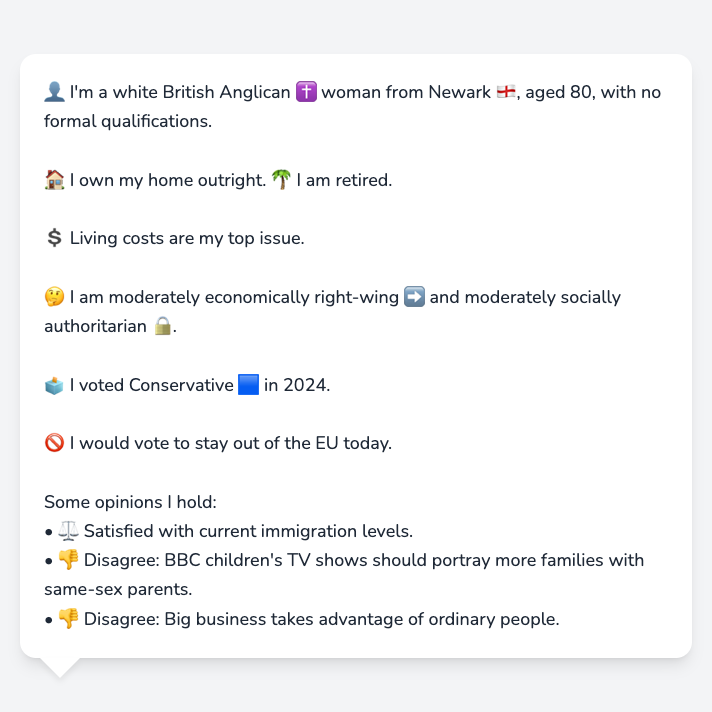 👤 I'm a white British Anglican ✝️ woman from Newark 🏴󠁧󠁢󠁥󠁮󠁧󠁿, aged 80, with no
formal qualifications.
🏠 I own my home outright. 🌴 I am retired.
💲 Living costs are my top issue.
🤔 I am moderately economically right-wing ➡️ and moderately socially
authoritarian 🔒.
🗳️ I voted Conservative 🟦 in 2024.
🚫 I would vote to stay out of the EU today.
Some opinions I hold:
• ⚖️ Satisfied with current immigration levels.
• 👎 Disagree: BBC children's TV shows should portray more families with
same-sex parents.
• 👎 Disagree: Big business takes advantage of ordinary people.